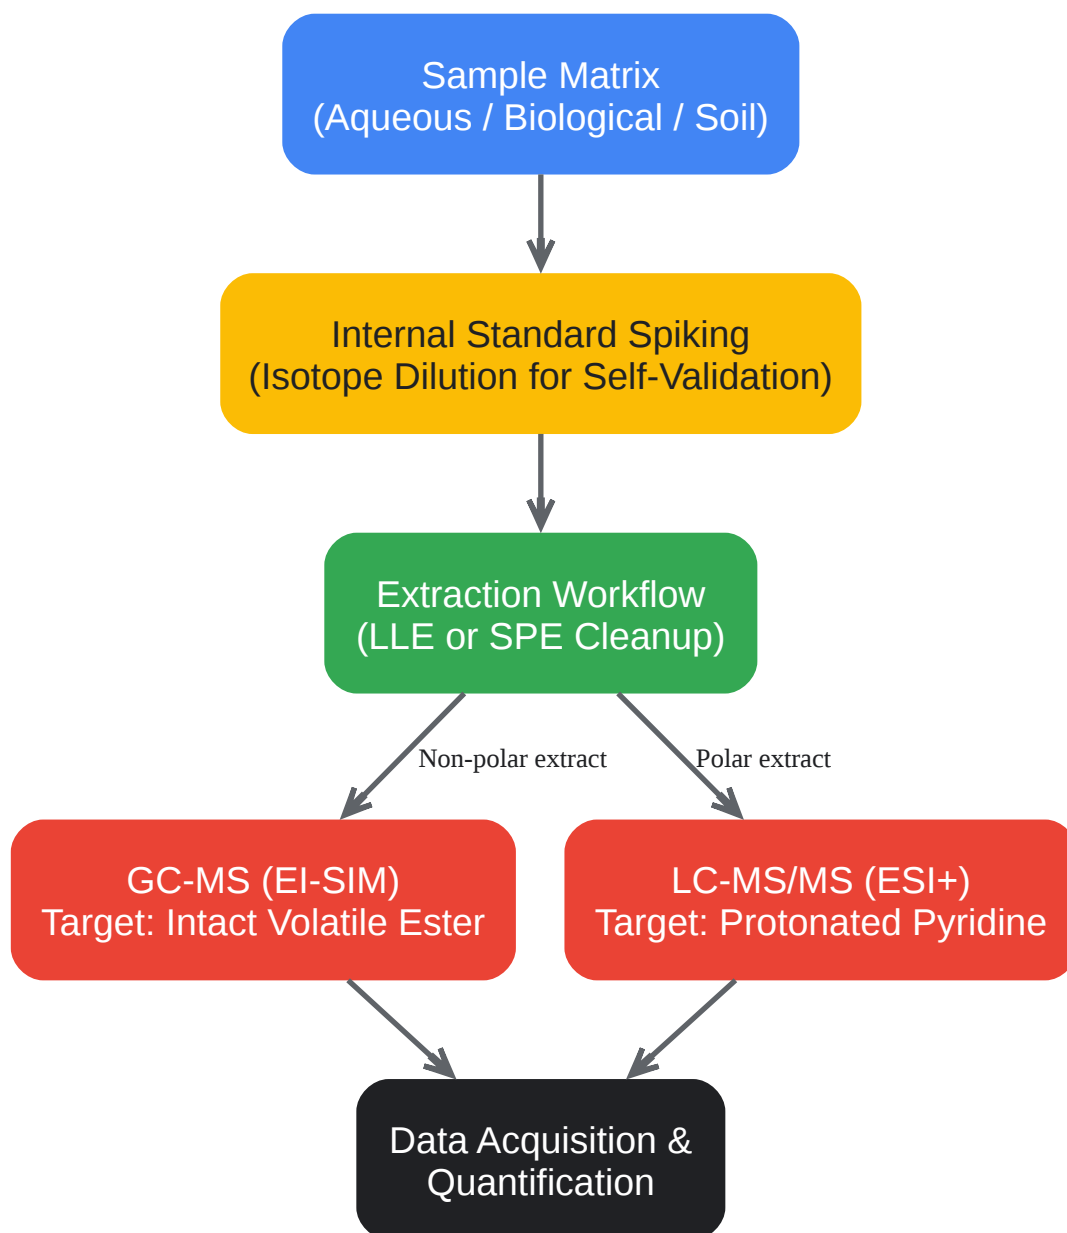 Sample Matrix
(Aqueous / Biological / Soil)
Internal Standard Spiking
(Isotope Dilution for Self-Validation)
Extraction Workflow
(LLE or SPE Cleanup)
Non-polar extract
Polar extract
GC-MS (EI-SIM)
Target: Intact Volatile Ester
LC-MS/MS (ESI+)
Target: Protonated Pyridine
Data Acquisition &
Quantification